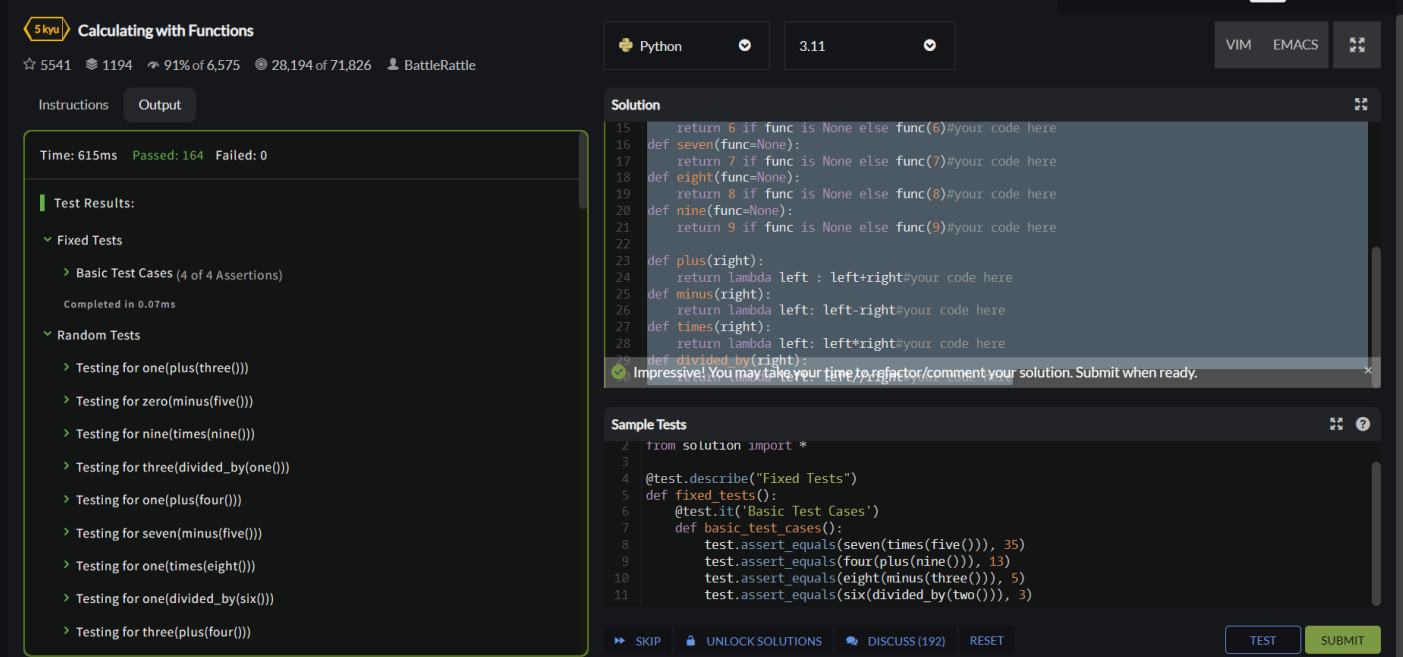 5 kyu Calculating with Functions
5541 1194 91% of 6,575 28,194 of 71,826 BattleRattle
Instructions Output
Time: 615ms Passed: 164 Failed: 0
Test Results:
Fixed Tests
Basic Test Cases (4 of 4 Assertions)
Completed in 0.07ms
Random Tests
Testing for one(plus(three()))
Testing for zero(minus(five()))
Testing for nine(times(nine()))
Testing for three(divided_by(one()))
Testing for one(plus(four()))
Testing for seven(minus(five()))
Testing for one(times(eight()))
Testing for one(divided_by(six()))
Testing for three(plus(four()))
Python 3.11 VIM EMACS
Solution
15 return 6 if func is None else func(6)#your code here
16 def seven(func=None):
17 return 7 if func is None else func(7)#your code here
18 def eight(func=None):
19 return 8 if func is None else func(8)#your code here
20 def nine(func=None):
21 return 9 if func is None else func(9)#your code here
22
23 def plus(right):
24 return lambda left : left+right#your code here
25 def minus(right):
26 return lambda left: left-right#your code here
27 def times(right):
28 return lambda left: left*right#your code here
29 def divided_by(right):
30 return lambda left: left//right#your code here
Impressive! You may take your time to refactor/comment your solution. Submit when ready.
Sample Tests
2 from solution import *
3
4 @test.describe("Fixed Tests")
5 def fixed_tests():
6 @test.it('Basic Test Cases')
7 def basic_test_cases():
8 test.assert_equals(seven(times(five())), 35)
9 test.assert_equals(four(plus(nine())), 13)
10 test.assert_equals(eight(minus(three())), 5)
11 test.assert_equals(six(divided_by(two())), 3)
SKIP UNLOCK SOLUTIONS DISCUSS (192) RESET TEST SUBMIT